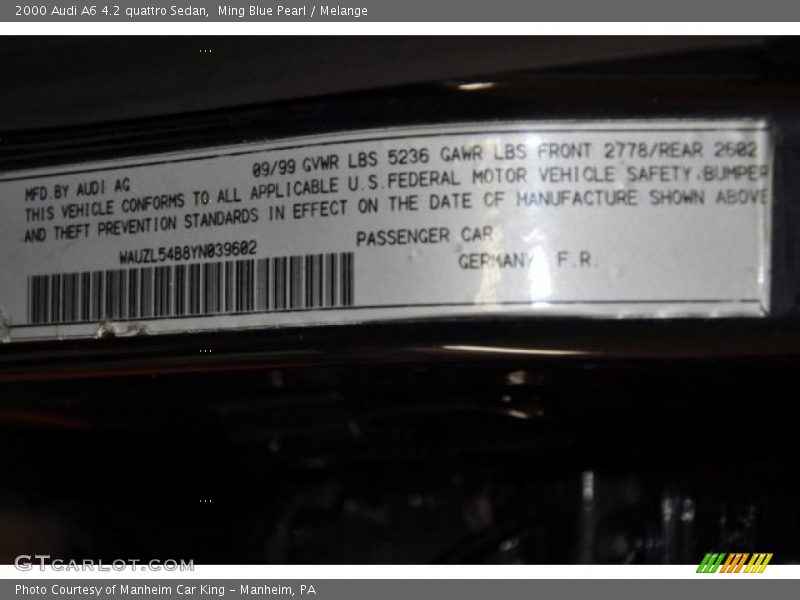 2000 Audi A6 4.2 quattro Sedan,  Ming Blue Pearl / Melange
MFD.BY AUDI AG 09/99 GVWR LBS 5236 GAWR LBS FRONT 2778/REAR 2602
THIS VEHICLE CONFORMS TO ALL APPLICABLE U.S.FEDERAL MOTOR VEHICLE SAFETY.BUMPER
AND THEFT PREVENTION STANDARDS IN EFFECT ON THE DATE OF MANUFACTURE SHOWN ABOVE
WAUZL54B8YN039602 PASSENGER CAR
GERMANY F.R.
GTcarlot.com
Photo Courtesy of Manheim Car King - Manheim, PA